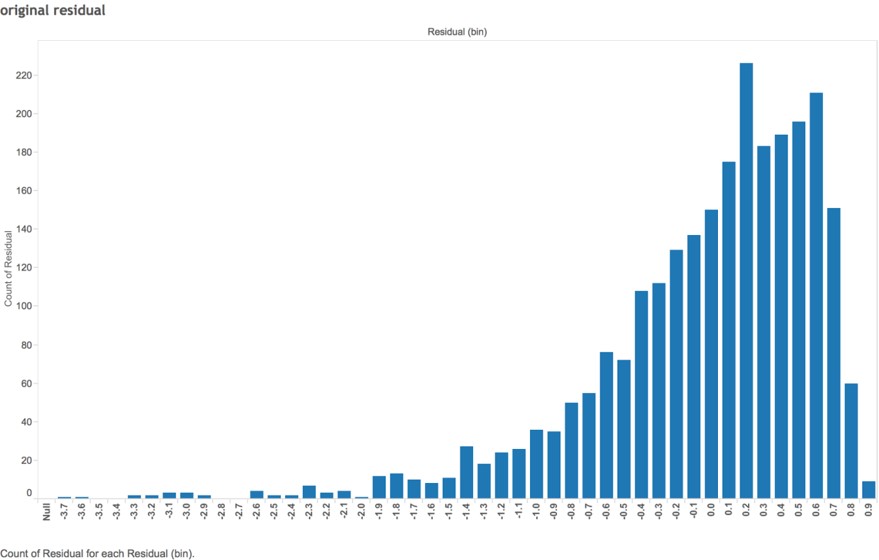 original residual
Residual (bin)
Count of Residual
220
200
180
160
140
120
100
80
60
40
20
0
Null -3.7 -3.6 -3.5 -3.4 -3.3 -3.2 -3.1 -3.0 -2.9 -2.8 -2.7 -2.6 -2.5 -2.4 -2.3 -2.2 -2.1 -2.0 -1.9 -1.8 -1.7 -1.6 -1.5 -1.4 -1.3 -1.2 -1.1 -1.0 -0.9 -0.8 -0.7 -0.6 -0.5 -0.4 -0.3 -0.2 -0.1 0.0 0.1 0.2 0.3 0.4 0.5 0.6 0.7 0.8 0.9
Count of Residual for each Residual (bin).